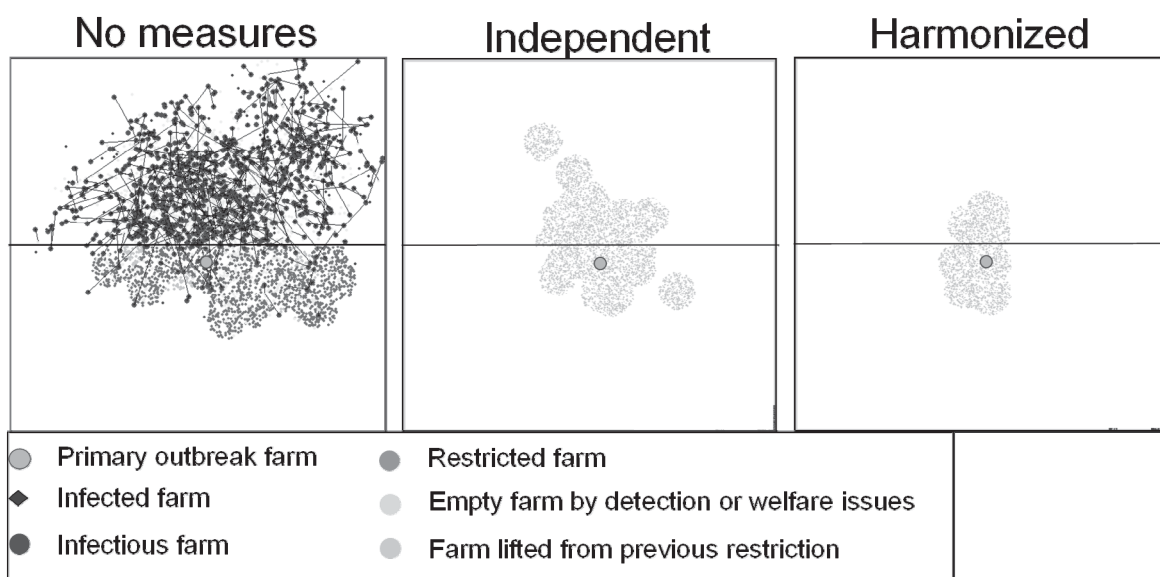 No measures
Independent
Harmonized
Primary outbreak farm
Restricted farm
Infected farm
Empty farm by detection or welfare issues
Infectious farm
Farm lifted from previous restriction